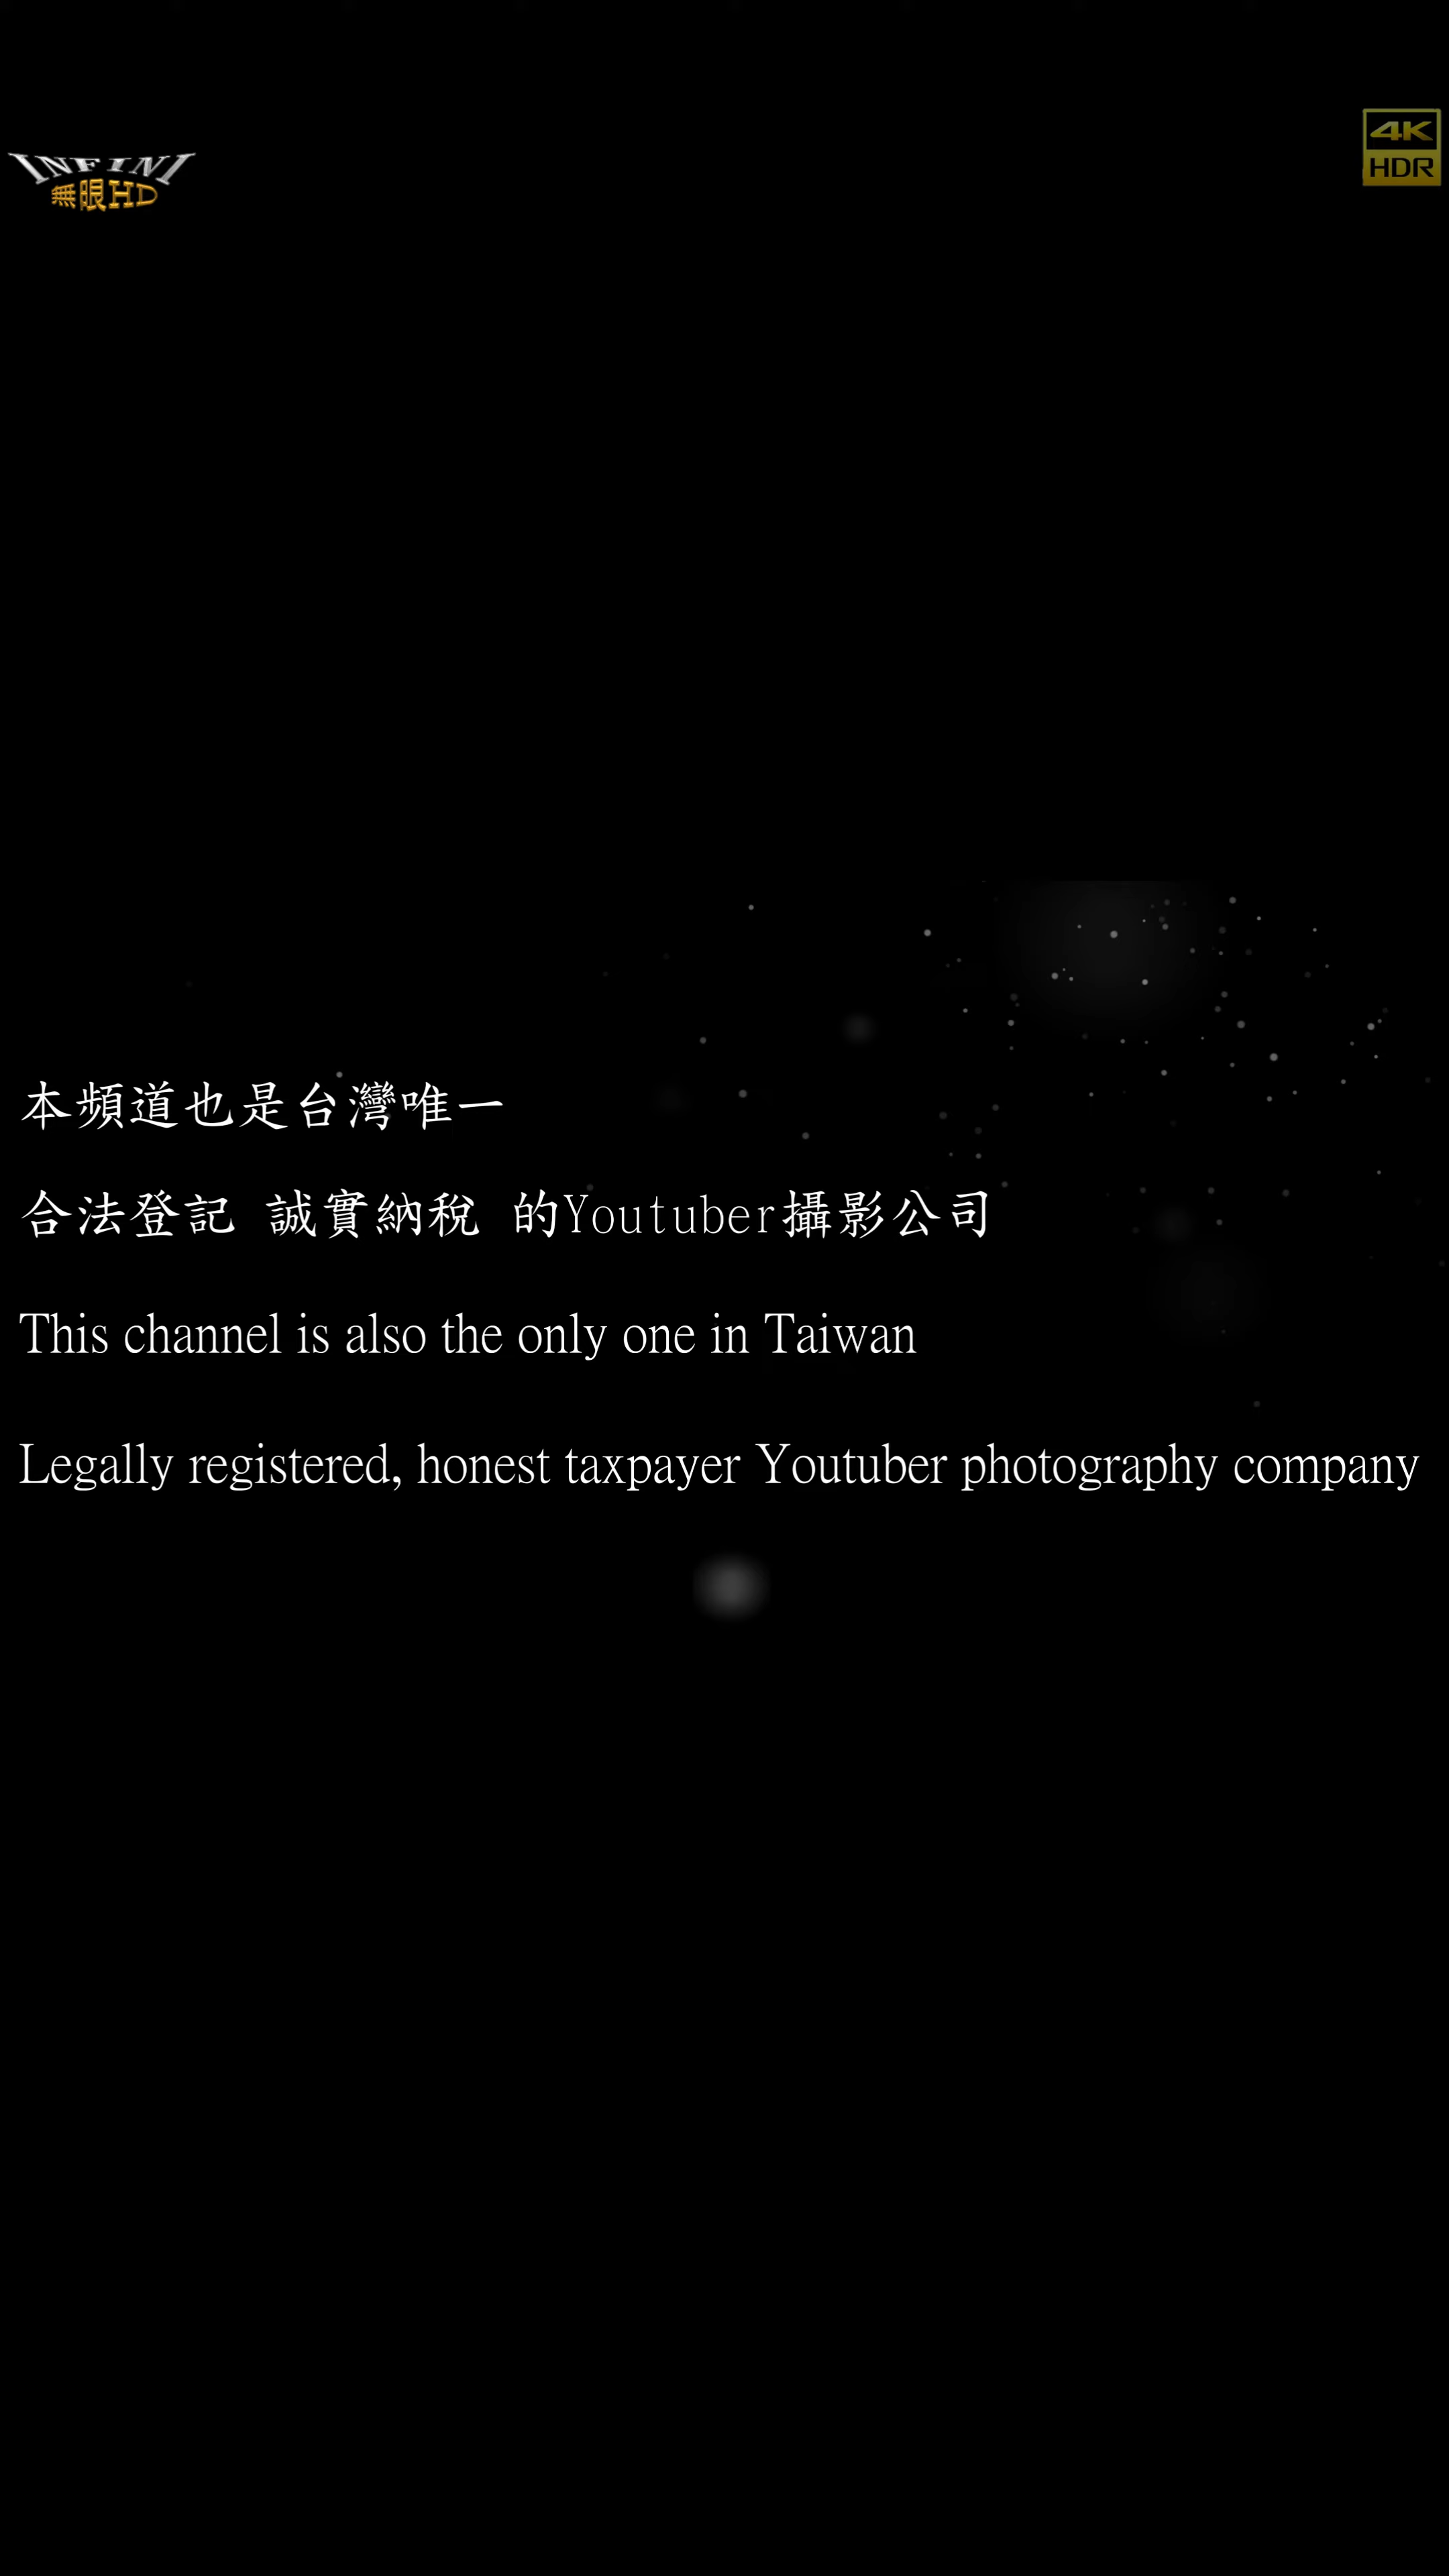 INFINI
4K
無限HD
HDR
本頻道也是台灣唯一
合法登記 誠實納稅 的Youtuber攝影公司
This channel is also the only one in Taiwan
Legally registered, honest taxpayer Youtuber photography company